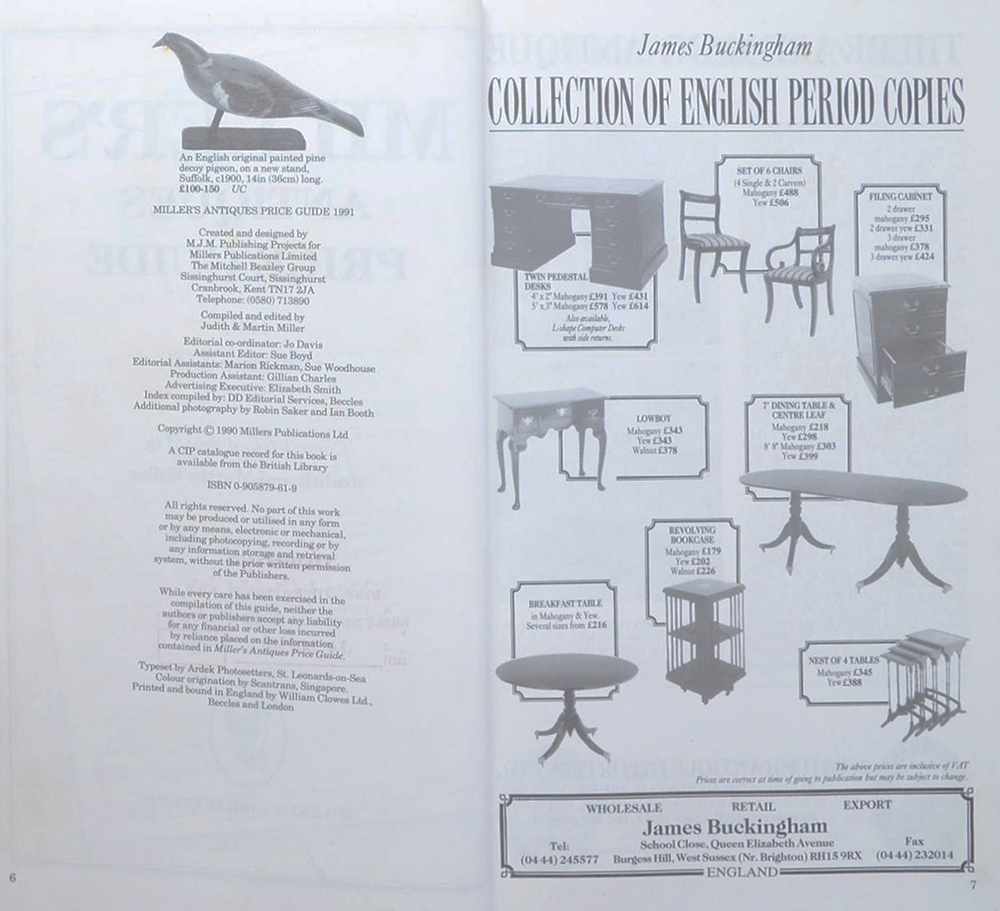 An English original painted pine
decoy pigeon, on a new stand,
Suffolk, c1900, 14in (36cm) long.
£100-150 UC
MILLER'S ANTIQUES PRICE GUIDE 1991
Created and designed by
M.J.M. Publishing Projects for
Millers Publications Limited
The Mitchell Beazley Group
Sissinghurst Court, Sissinghurst
Cranbrook, Kent TN17 2JA
Telephone: (0580) 713890
Compiled and edited by
Judith & Martin Miller
Editorial co-ordinator: Jo Davis
Assistant Editor: Sue Boyd
Editorial Assistants: Marion Rickman, Sue Woodhouse
Production Assistant: Gillian Charles
Advertising Executive: Elizabeth Smith
Index compiled by: DD Editorial Services, Beccles
Additional photography by Robin Saker and Ian Booth
Copyright © 1990 Millers Publications Ltd
A CIP catalogue record for this book is
available from the British Library
ISBN 0-905879-61-9
All rights reserved. No part of this work
may be produced or utilised in any form
or by any means, electronic or mechanical,
including photocopying, recording or by
any information storage and retrieval
system, without the prior written permission
of the Publishers.
While every care has been exercised in the
compilation of this guide, neither the
authors or publishers accept any liability
for any financial or other loss incurred
by reliance placed on the information
contained in Miller's Antiques Price Guide.
Typeset by Ardek Photosetters, St. Leonards-on-Sea
Colour origination by Scantrans, Singapore.
Printed and bound in England by William Clowes Ltd.,
Beccles and London
6
James Buckingham
COLLECTION OF ENGLISH PERIOD COPIES
SET OF 6 CHAIRS
(4 Single & 2 Carvers)
Mahogany £488
Yew £506
FILING CABINET
2 drawer
mahogany £295
2 drawer yew £331
3 drawer
mahogany £378
3 drawer yew £424
TWIN PEDESTAL
DESKS
4' x 2' Mahogany £391 Yew £431
5' x 3' Mahogany £578 Yew £614
Also available,
L-shape Computer Desks
with side returns.
LOWBOY
Mahogany £343
Yew £343
Walnut £378
7' DINING TABLE &
CENTRE LEAF
Mahogany £218
Yew £298
8' 8" Mahogany £303
Yew £399
REVOLVING
BOOKCASE
Mahogany £179
Yew £202
Walnut £226
BREAKFAST TABLE
in Mahogany & Yew.
Several sizes from £216
NEST OF 4 TABLES
Mahogany £345
Yew £388
The above prices are inclusive of VAT
Prices are correct at time of going to publication but may be subject to change.
WHOLESALE RETAIL EXPORT
James Buckingham
Tel: School Close, Queen Elizabeth Avenue Fax
(04 44) 245577 Burgess Hill, West Sussex (Nr. Brighton) RH15 9RX (04 44) 232014
ENGLAND
7